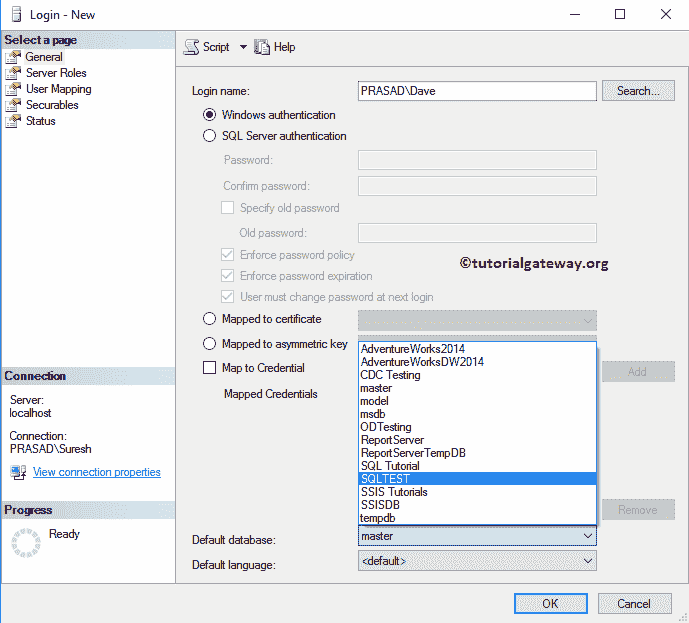 Login - New
Select a page
General
Server Roles
User Mapping
Securables
Status
Connection
Server:
localhost
Connection:
PRASAD\Suresh
View connection properties
Progress
Ready
Script Help
Login name: PRASAD\Dave Search...
Windows authentication
SQL Server authentication
Password:
Confirm password:
Specify old password
Old password:
Enforce password policy
©tutorialgateway.org
Enforce password expiration
User must change password at next login
Mapped to certificate
Mapped to asymmetric key
Map to Credential
Add
Mapped Credentials
AdventureWorks2014
AdventureWorksDW2014
CDC Testing
master
model
msdb
ODTesting
ReportServer
ReportServerTempDB
SQL Tutorial
SQLTEST
SSIS Tutorials
SSISDB
tempdb
Remove
Default database: master
Default language: <default>
OK Cancel